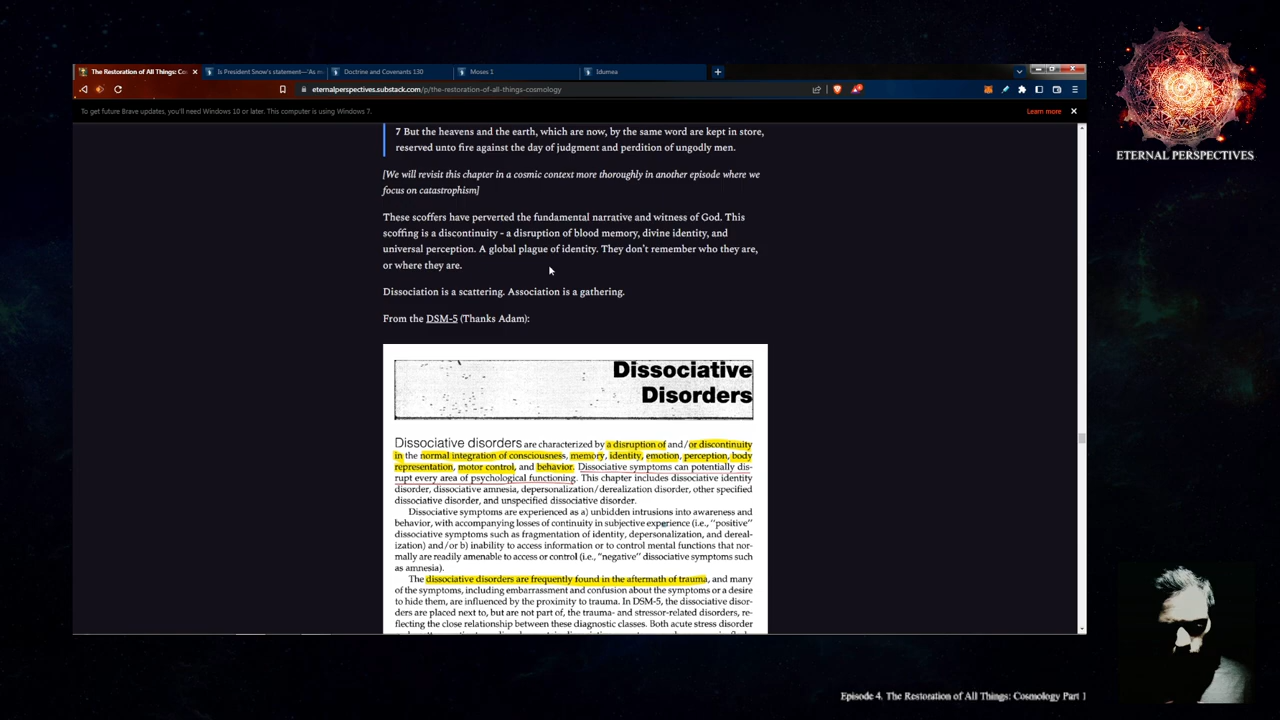 The Restoration of All Things: Co
Is President Snow's statement—'As m
Doctrine and Covenants 130
Moses 1
Idumea
eternalperspectives.substack.com/p/the-restoration-of-all-things-cosmology
To get future Brave updates, you'll need Windows 10 or later. This computer is using Windows 7.
Learn more
ETERNAL PERSPECTIVES
7 But the heavens and the earth, which are now, by the same word are kept in store,
reserved unto fire against the day of judgment and perdition of ungodly men.
[We will revisit this chapter in a cosmic context more thoroughly in another episode where we
focus on catastrophism]
These scoffers have perverted the fundamental narrative and witness of God. This
scoffing is a discontinuity - a disruption of blood memory, divine identity, and
universal perception. A global plague of identity. They don't remember who they are,
or where they are.
Dissociation is a scattering. Association is a gathering.
From the DSM-5 (Thanks Adam):
Dissociative
Disorders
Dissociative disorders are characterized by a disruption of and/or discontinuity
in the normal integration of consciousness, memory, identity, emotion, perception, body
representation, motor control, and behavior. Dissociative symptoms can potentially dis-
rupt every area of psychological functioning. This chapter includes dissociative identity
disorder, dissociative amnesia, depersonalization/derealization disorder, other specified
dissociative disorder, and unspecified dissociative disorder.
Dissociative symptoms are experienced as a) unbidden intrusions into awareness and
behavior, with accompanying losses of continuity in subjective experience (i.e., "positive"
dissociative symptoms such as fragmentation of identity, depersonalization, and dereal-
ization) and/or b) inability to access information or to control mental functions that nor-
mally are readily amenable to access or control (i.e., "negative" dissociative symptoms such
as amnesia).
The dissociative disorders are frequently found in the aftermath of trauma, and many
of the symptoms, including embarrassment and confusion about the symptoms or a desire
to hide them, are influenced by the proximity to trauma. In DSM-5, the dissociative disor-
ders are placed next to, but are not part of, the trauma- and stressor-related disorders, re-
flecting the close relationship between these diagnostic classes. Both acute stress disorder
Episode 4. The Restoration of All Things: Cosmology Part 1